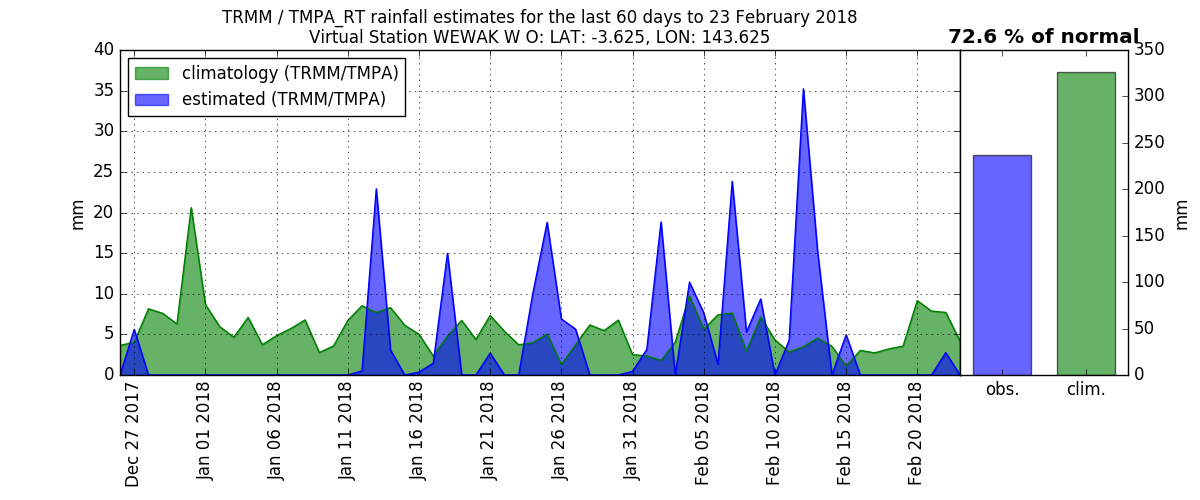 TRMM / TMPA_RT rainfall estimates for the last 60 days to 23 February 2018
Virtual Station WEWAK W O: LAT: -3.625, LON: 143.625
72.6 % of normal
climatology (TRMM/TMPA)
estimated (TRMM/TMPA)
40
35
30
25
20
15
10
5
0
mm
Dec 27 2017
Jan 01 2018
Jan 06 2018
Jan 11 2018
Jan 16 2018
Jan 21 2018
Jan 26 2018
Jan 31 2018
Feb 05 2018
Feb 10 2018
Feb 15 2018
Feb 20 2018
obs.
clim.
350
300
250
200
150
100
50
0
mm